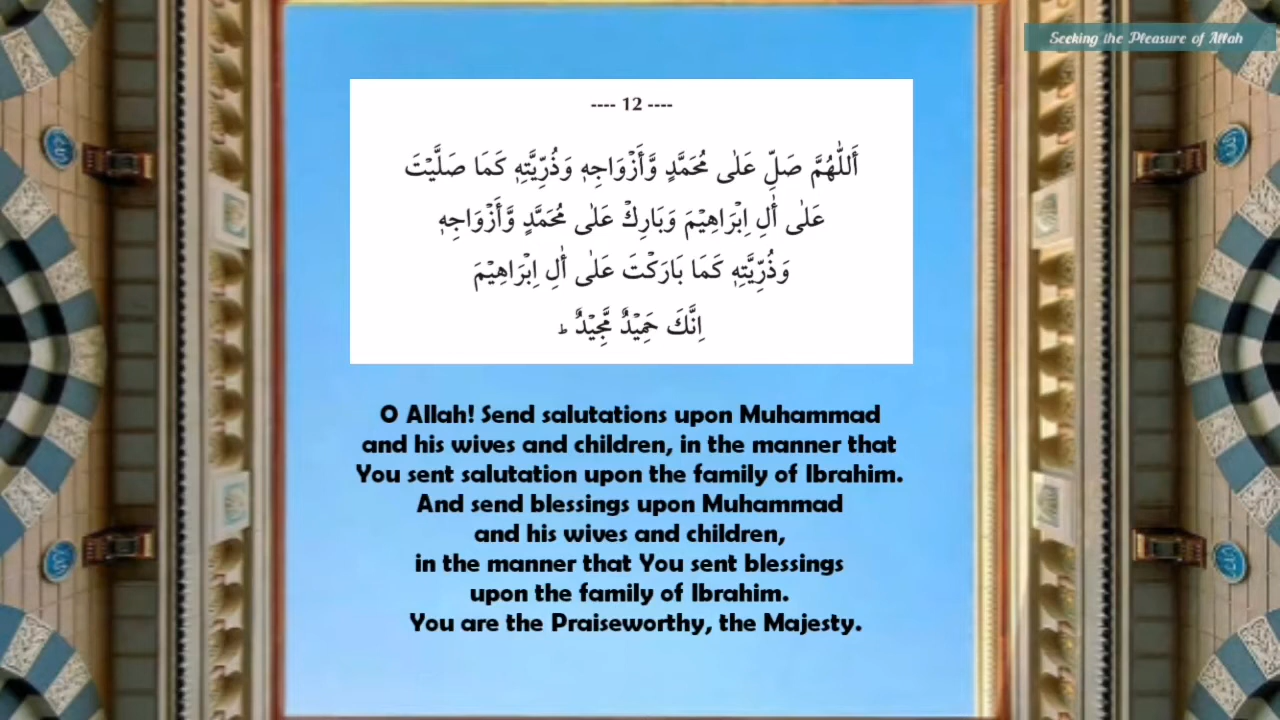 Seeking the Pleasure of Allah
---- 12 ----
أَللّٰهُمَّ صَلِّ عَلٰى مُحَمَّدٍ وَّأَزْوَاجِهٖ وَذُرِّيَّتِهٖ كَمَا صَلَّيْتَ
عَلٰى أٰلِ اِبْرَاهِيْمَ وَبَارِكْ عَلٰى مُحَمَّدٍ وَّأَزْوَاجِهٖ
وَذُرِّيَّتِهٖ كَمَا بَارَكْتَ عَلٰى أٰلِ اِبْرَاهِيْمَ
اِنَّكَ حَمِيْدٌ مَّجِيْدٌ ؕ
O Allah! Send salutations upon Muhammad
and his wives and children, in the manner that
You sent salutation upon the family of Ibrahim.
And send blessings upon Muhammad
and his wives and children,
in the manner that You sent blessings
upon the family of Ibrahim.
You are the Praiseworthy, the Majesty.